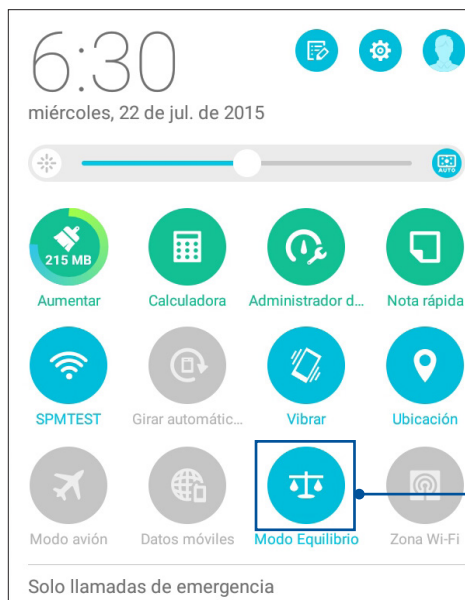 6:30
miércoles, 22 de jul. de 2015
AUTO
215 MB
Aumentar Calculadora Administrador d... Nota rápida
SPMTEST Girar automátic... Vibrar Ubicación
Modo avión Datos móviles Modo Equilibrio Zona Wi-Fi
Solo llamadas de emergencia